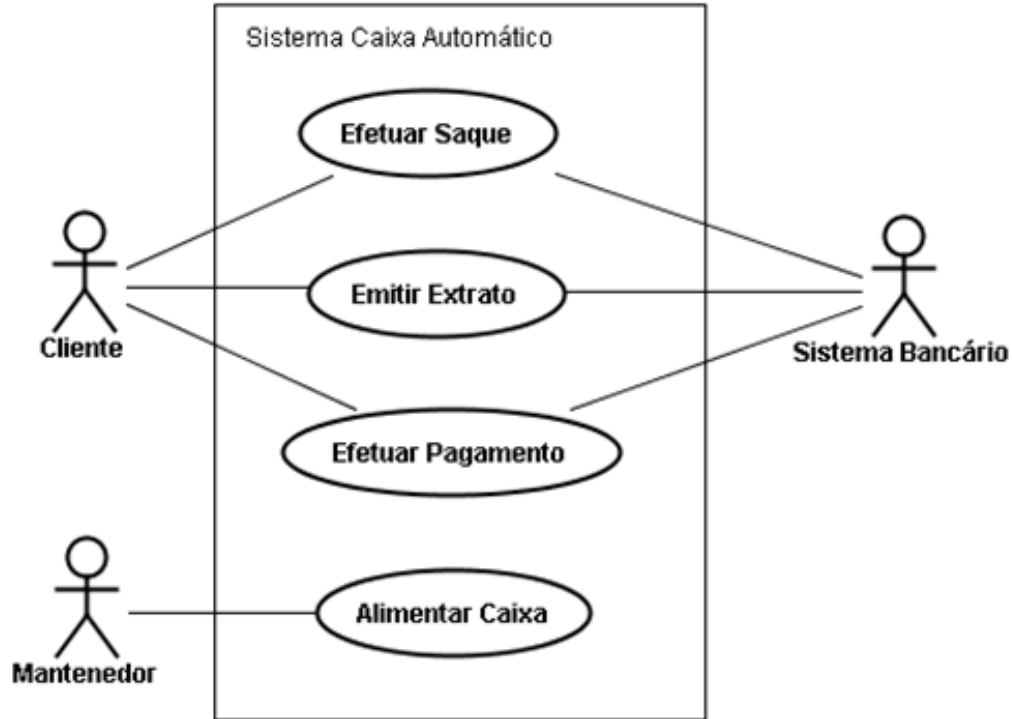 Sistema Caixa Automático
Efetuar Saque
Emitir Extrato
Cliente
Sistema Bancário
Efetuar Pagamento
Alimentar Caixa
Mantenedor